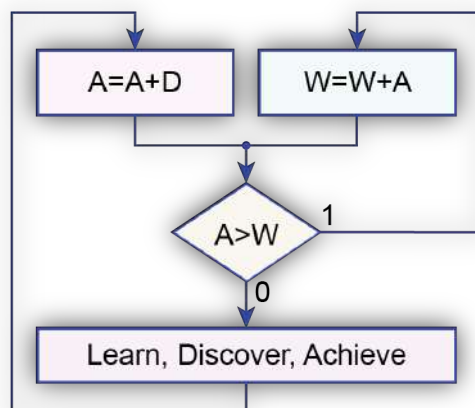 A=A+D
W=W+A
A>W
1
0
Learn, Discover, Achieve